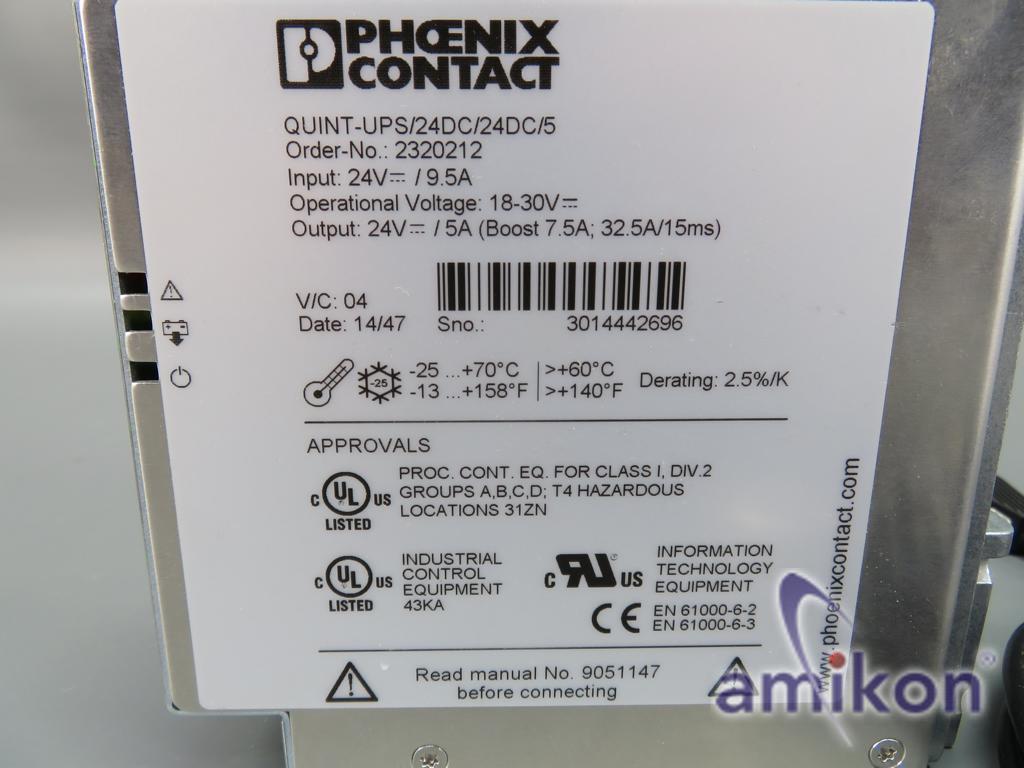 PHŒNIX
CONTACT
QUINT-UPS/24DC/24DC/5
Order-No.: 2320212
Input: 24V⎓ / 9.5A
Operational Voltage: 18-30V⎓
Output: 24V⎓ / 5A (Boost 7.5A; 32.5A/15ms)
V/C: 04
Date: 14/47 Sno.: 3014442696
-25
-25 ...+70°C >+60°C
-13 ...+158°F >+140°F
Derating: 2.5%/K
APPROVALS
C UL US
LISTED
PROC. CONT. EQ. FOR CLASS I, DIV.2
GROUPS A,B,C,D; T4 HAZARDOUS
LOCATIONS 31ZN
C UL US
LISTED
INDUSTRIAL
CONTROL
EQUIPMENT
43KA
C RU® US
INFORMATION
TECHNOLOGY
EQUIPMENT
CE
EN 61000-6-2
EN 61000-6-3
Read manual No. 9051147
before connecting
www.phoenixcontact.com
amikon®